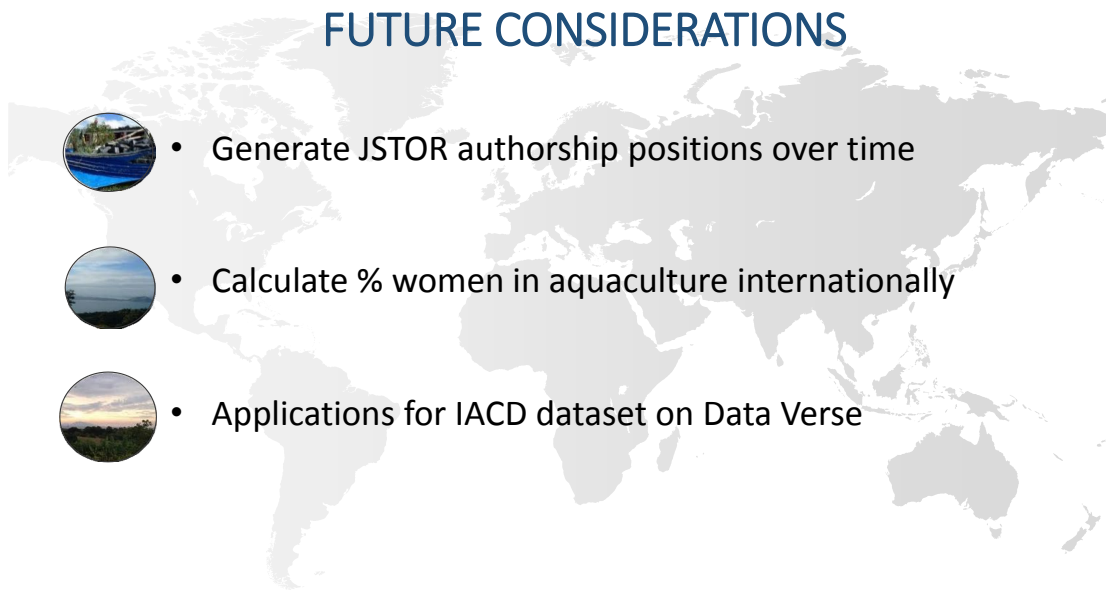 FUTURE CONSIDERATIONS
• Generate JSTOR authorship positions over time
• Calculate % women in aquaculture internationally
• Applications for IACD dataset on Data Verse